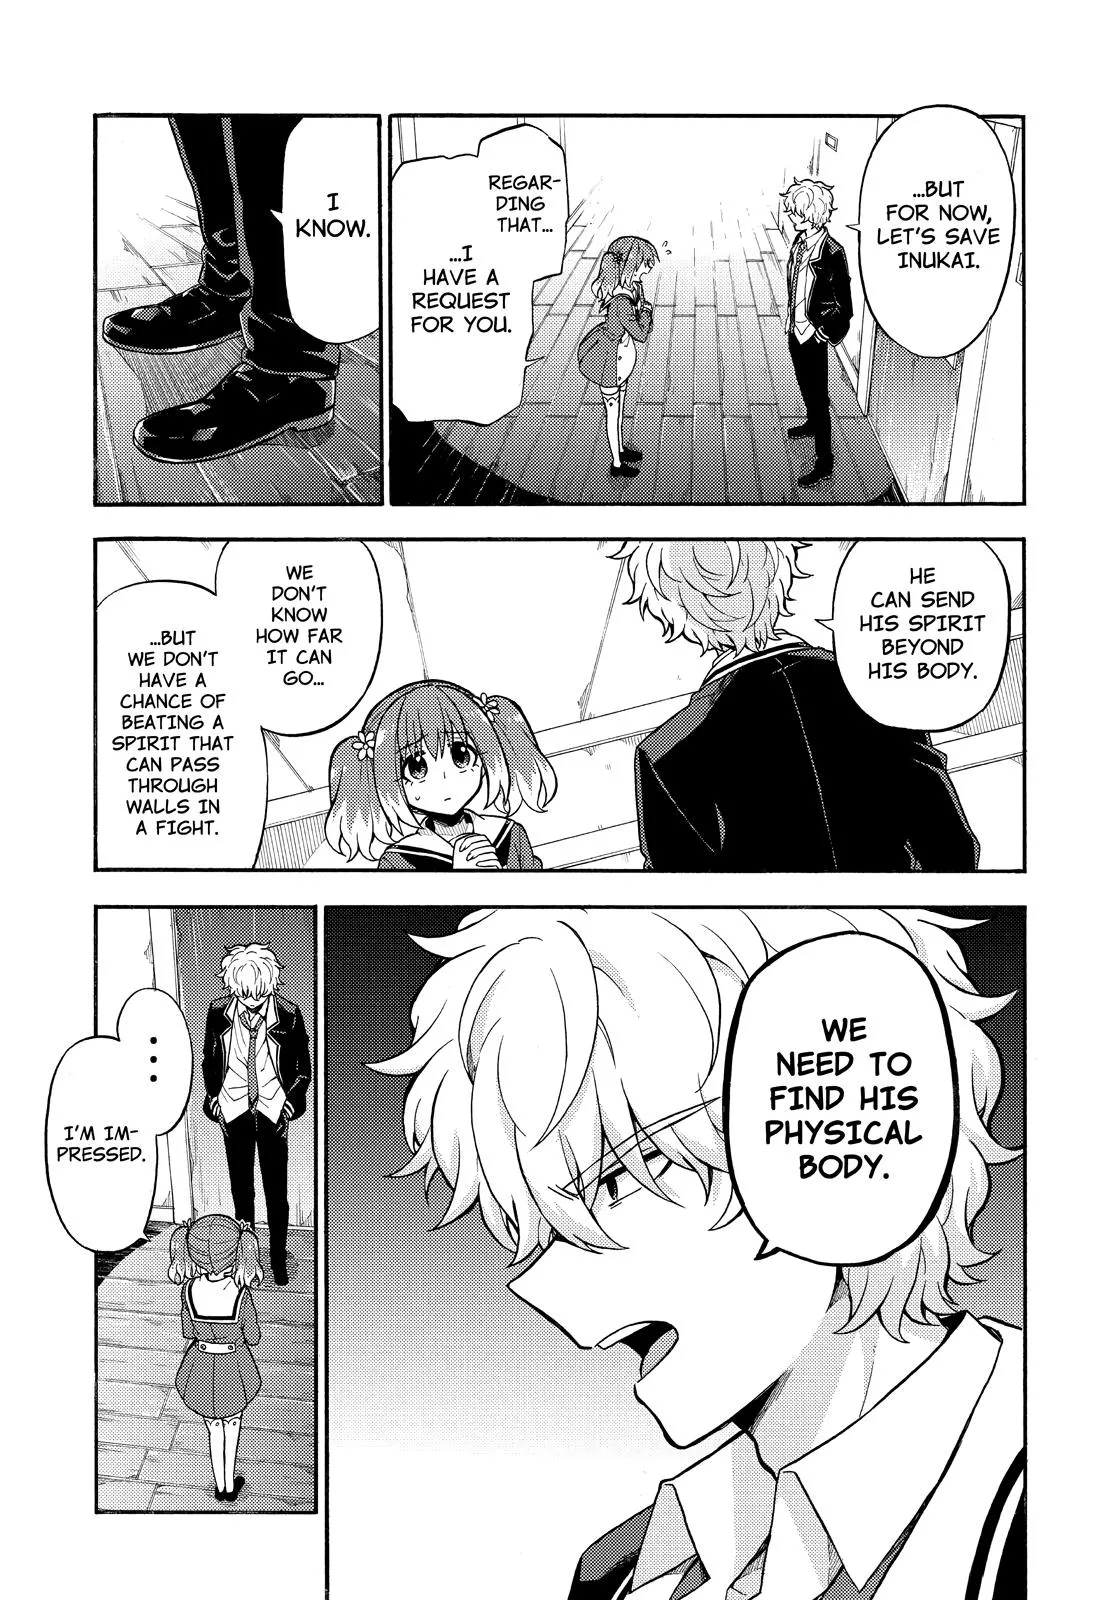 ...BUT
FOR NOW,
LET'S SAVE
INUKAI.
REGAR-
DING
THAT...
...I
HAVE A
REQUEST
FOR YOU.
I
KNOW.
HE
CAN SEND
HIS SPIRIT
BEYOND
HIS BODY.
WE
DON'T
KNOW
HOW FAR
IT CAN
GO...
...BUT
WE DON'T
HAVE A
CHANCE OF
BEATING A
SPIRIT THAT
CAN PASS
THROUGH
WALLS IN
A FIGHT.
WE
NEED TO
FIND HIS
PHYSICAL
BODY.
...
I'M IM-
PRESSED.